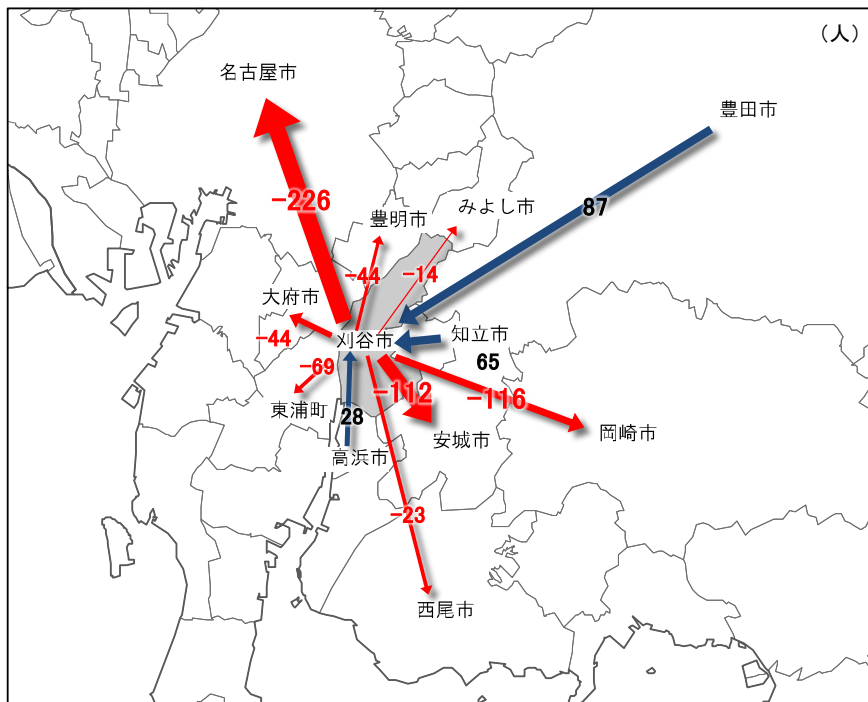 （人）
名古屋市
豊田市
-226
みよし市
87
豊明市
-44
-14
大府市
-44
刈谷市
知立市
65
-69
東浦町
28
-112
-116
高浜市
安城市
岡崎市
-23
西尾市